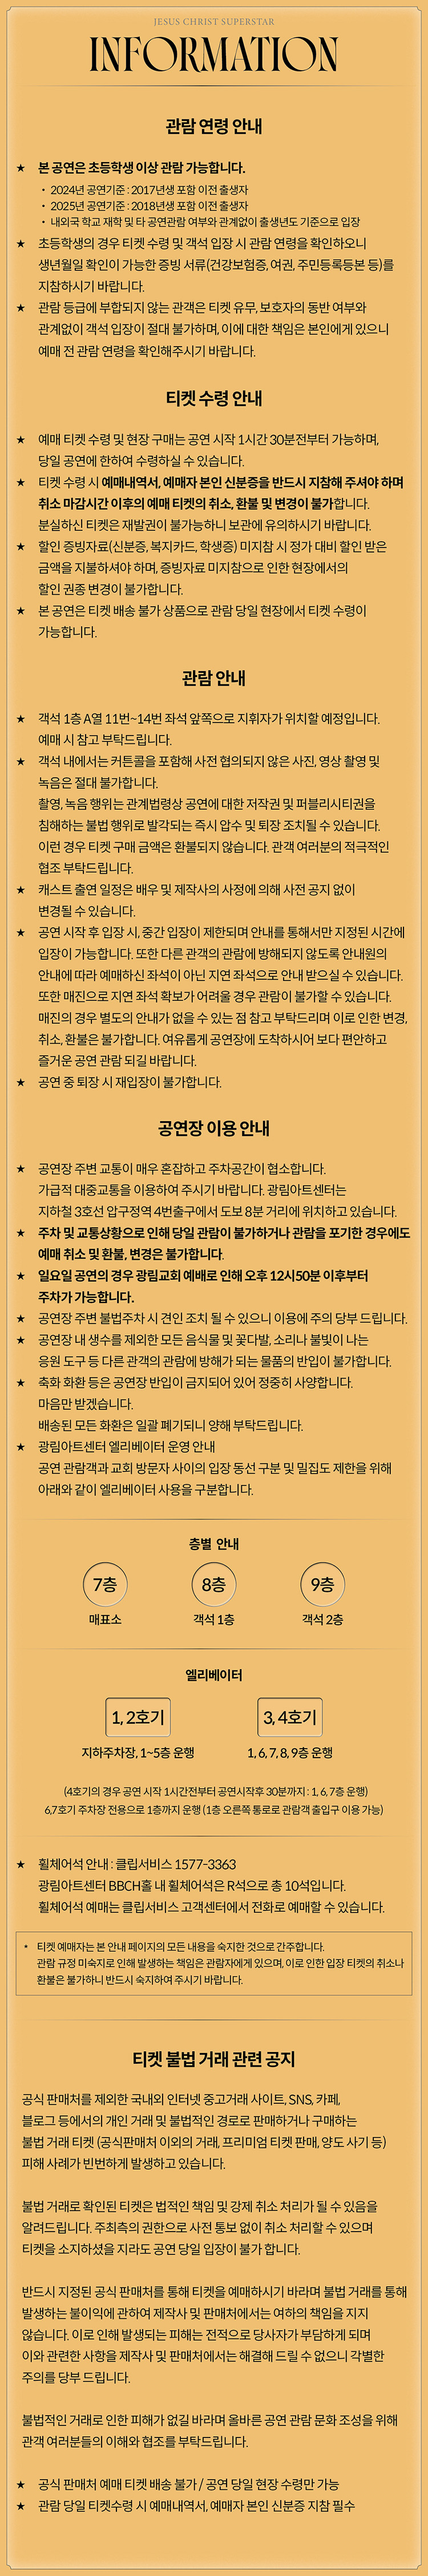 JESUS CHRIST SUPERSTAR
INFORMATION
관람 연령 안내
★ 본 공연은 초등학생 이상 관람 가능합니다.
• 2024년 공연기준 : 2017년생 포함 이전 출생자
• 2025년 공연기준 : 2018년생 포함 이전 출생자
• 내외국 학교 재학 및 타 공연관람 여부와 관계없이 출생년도 기준으로 입장
★ 초등학생의 경우 티켓 수령 및 객석 입장 시 관람 연령을 확인하오니
생년월일 확인이 가능한 증빙 서류(건강보험증, 여권, 주민등록등본 등)를
지참하시기 바랍니다.
★ 관람 등급에 부합되지 않는 관객은 티켓 유무, 보호자의 동반 여부와
관계없이 객석 입장이 절대 불가하며, 이에 대한 책임은 본인에게 있으니
예매 전 관람 연령을 확인해주시기 바랍니다.
티켓 수령 안내
★ 예매 티켓 수령 및 현장 구매는 공연 시작 1시간 30분전부터 가능하며,
당일 공연에 한하여 수령하실 수 있습니다.
★ 티켓 수령 시 예매내역서, 예매자 본인 신분증을 반드시 지참해 주셔야 하며
취소 마감시간 이후의 예매 티켓의 취소, 환불 및 변경이 불가합니다.
분실하신 티켓은 재발권이 불가능하니 보관에 유의하시기 바랍니다.
★ 할인 증빙자료(신분증, 복지카드, 학생증) 미지참 시 정가 대비 할인 받은
금액을 지불하셔야 하며, 증빙자료 미지참으로 인한 현장에서의
할인 권종 변경이 불가합니다.
★ 본 공연은 티켓 배송 불가 상품으로 관람 당일 현장에서 티켓 수령이
가능합니다.
관람 안내
★ 객석 1층 A열 11번~14번 좌석 앞쪽으로 지휘자가 위치할 예정입니다.
예매 시 참고 부탁드립니다.
★ 객석 내에서는 커튼콜을 포함해 사전 협의되지 않은 사진, 영상 촬영 및
녹음은 절대 불가합니다.
촬영, 녹음 행위는 관계법령상 공연에 대한 저작권 및 퍼블리시티권을
침해하는 불법 행위로 발각되는 즉시 압수 및 퇴장 조치될 수 있습니다.
이런 경우 티켓 구매 금액은 환불되지 않습니다. 관객 여러분의 적극적인
협조 부탁드립니다.
★ 캐스트 출연 일정은 배우 및 제작사의 사정에 의해 사전 공지 없이
변경될 수 있습니다.
★ 공연 시작 후 입장 시, 중간 입장이 제한되며 안내를 통해서만 지정된 시간에
입장이 가능합니다. 또한 다른 관객의 관람에 방해되지 않도록 안내원의
안내에 따라 예매하신 좌석이 아닌 지연 좌석으로 안내 받으실 수 있습니다.
또한 매진으로 지연 좌석 확보가 어려울 경우 관람이 불가할 수 있습니다.
매진의 경우 별도의 안내가 없을 수 있는 점 참고 부탁드리며 이로 인한 변경,
취소, 환불은 불가합니다. 여유롭게 공연장에 도착하시어 보다 편안하고
즐거운 공연 관람 되길 바랍니다.
★ 공연 중 퇴장 시 재입장이 불가합니다.
공연장 이용 안내
★ 공연장 주변 교통이 매우 혼잡하고 주차공간이 협소합니다.
가급적 대중교통을 이용하여 주시기 바랍니다. 광림아트센터는
지하철 3호선 압구정역 4번출구에서 도보 8분 거리에 위치하고 있습니다.
★ 주차 및 교통상황으로 인해 당일 관람이 불가하거나 관람을 포기한 경우에도
예매 취소 및 환불, 변경은 불가합니다.
★ 일요일 공연의 경우 광림교회 예배로 인해 오후 12시50분 이후부터
주차가 가능합니다.
★ 공연장 주변 불법주차 시 견인 조치 될 수 있으니 이용에 주의 당부 드립니다.
★ 공연장 내 생수를 제외한 모든 음식물 및 꽃다발, 소리나 불빛이 나는
응원 도구 등 다른 관객의 관람에 방해가 되는 물품의 반입이 불가합니다.
★ 축화 화환 등은 공연장 반입이 금지되어 있어 정중히 사양합니다.
마음만 받겠습니다.
배송된 모든 화환은 일괄 폐기되니 양해 부탁드립니다.
★ 광림아트센터 엘리베이터 운영 안내
공연 관람객과 교회 방문자 사이의 입장 동선 구분 및 밀집도 제한을 위해
아래와 같이 엘리베이터 사용을 구분합니다.
층별 안내
7층 8층 9층
매표소 객석 1층 객석 2층
엘리베이터
1, 2호기 3, 4호기
지하주차장, 1~5층 운행 1, 6, 7, 8, 9층 운행
(4호기의 경우 공연 시작 1시간전부터 공연시작후 30분까지 : 1, 6, 7층 운행)
6,7호기 주차장 전용으로 1층까지 운행 (1층 오른쪽 통로로 관람객 출입구 이용 가능)
★ 휠체어석 안내 : 클립서비스 1577-3363
광림아트센터 BBCH홀 내 휠체어석은 R석으로 총 10석입니다.
휠체어석 예매는 클립서비스 고객센터에서 전화로 예매할 수 있습니다.
* 티켓 예매자는 본 안내 페이지의 모든 내용을 숙지한 것으로 간주합니다.
관람 규정 미숙지로 인해 발생하는 책임은 관람자에게 있으며, 이로 인한 입장 티켓의 취소나
환불은 불가하니 반드시 숙지하여 주시기 바랍니다.
티켓 불법 거래 관련 공지
공식 판매처를 제외한 국내외 인터넷 중고거래 사이트, SNS, 카페,
블로그 등에서의 개인 거래 및 불법적인 경로로 판매하거나 구매하는
불법 거래 티켓 (공식판매처 이외의 거래, 프리미엄 티켓 판매, 양도 사기 등)
피해 사례가 빈번하게 발생하고 있습니다.
불법 거래로 확인된 티켓은 법적인 책임 및 강제 취소 처리가 될 수 있음을
알려드립니다. 주최측의 권한으로 사전 통보 없이 취소 처리할 수 있으며
티켓을 소지하셨을 지라도 공연 당일 입장이 불가 합니다.
반드시 지정된 공식 판매처를 통해 티켓을 예매하시기 바라며 불법 거래를 통해
발생하는 불이익에 관하여 제작사 및 판매처에서는 여하의 책임을 지지
않습니다. 이로 인해 발생되는 피해는 전적으로 당사자가 부담하게 되며
이와 관련한 사항을 제작사 및 판매처에서는 해결해 드릴 수 없으니 각별한
주의를 당부 드립니다.
불법적인 거래로 인한 피해가 없길 바라며 올바른 공연 관람 문화 조성을 위해
관객 여러분들의 이해와 협조를 부탁드립니다.
★ 공식 판매처 예매 티켓 배송 불가 / 공연 당일 현장 수령만 가능
★ 관람 당일 티켓수령 시 예매내역서, 예매자 본인 신분증 지참 필수